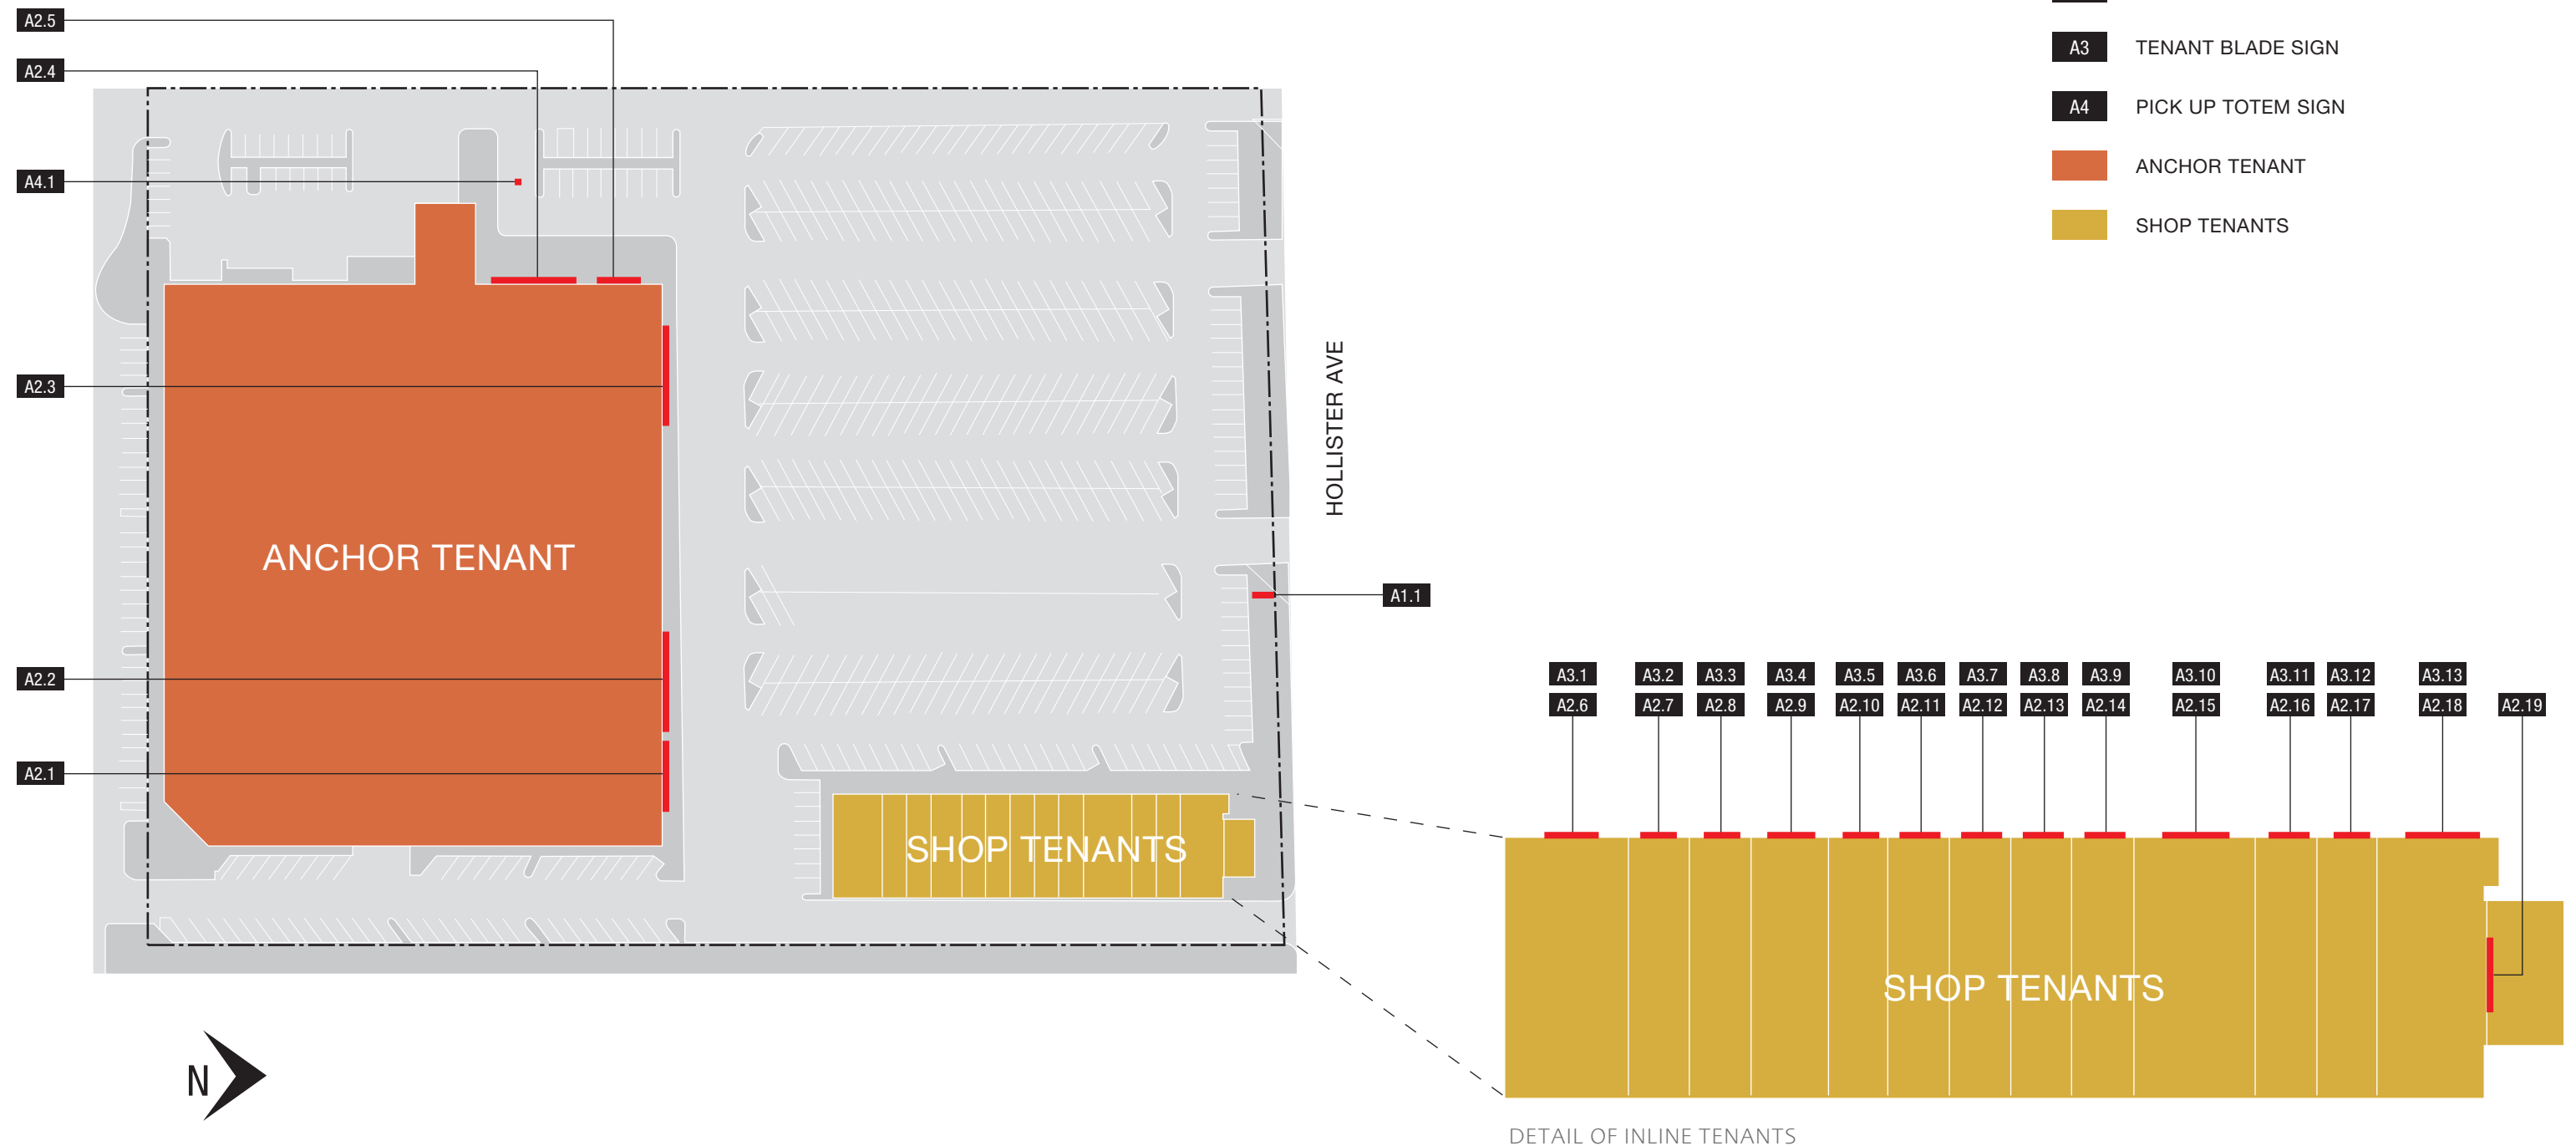 A2.5
A2.4
A4.1
A2.3
A2.2
A2.1
ANCHOR TENANT
SHOP TENANTS
HOLLISTER AVE
A1.1
N
A3 TENANT BLADE SIGN
A4 PICK UP TOTEM SIGN
ANCHOR TENANT
SHOP TENANTS
A3.1 A3.2 A3.3 A3.4 A3.5 A3.6 A3.7 A3.8 A3.9 A3.10 A3.11 A3.12 A3.13
A2.6 A2.7 A2.8 A2.9 A2.10 A2.11 A2.12 A2.13 A2.14 A2.15 A2.16 A2.17 A2.18 A2.19
SHOP TENANTS
DETAIL OF INLINE TENANTS